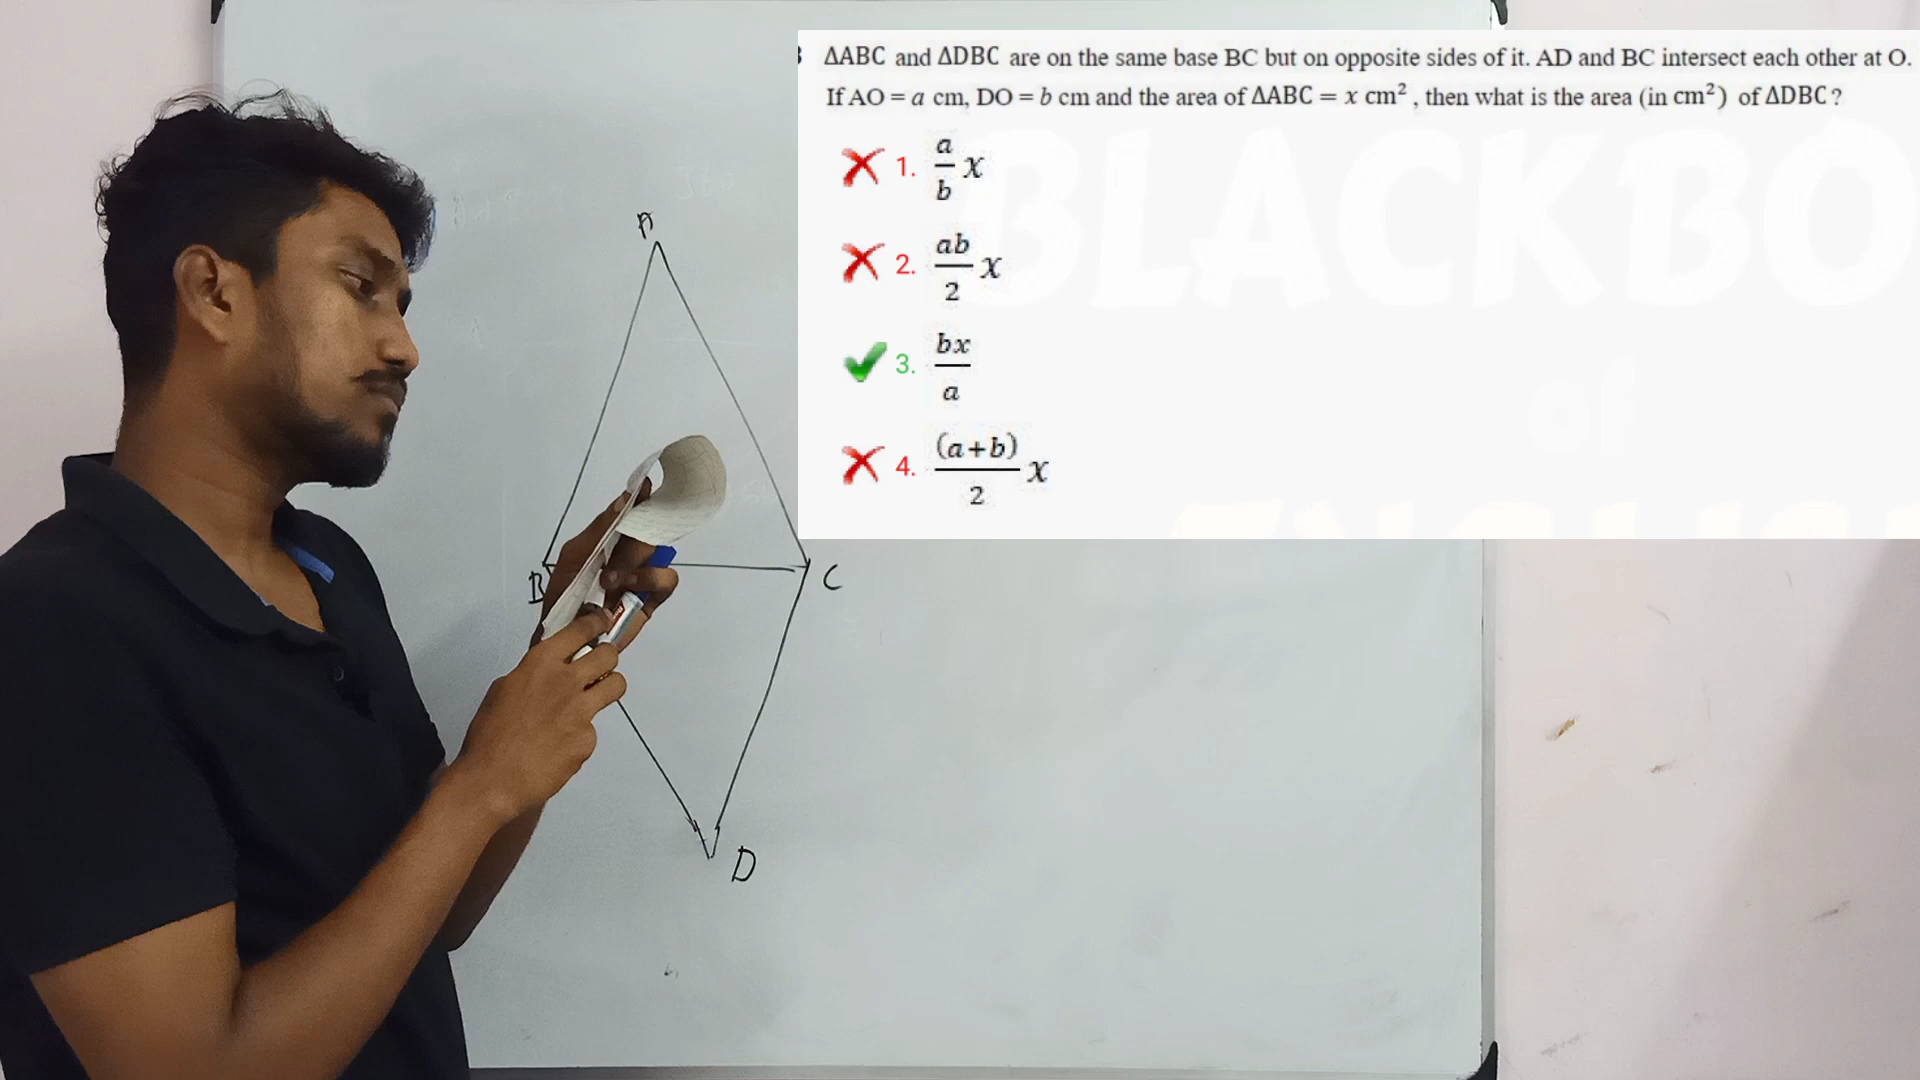 ΔABC and ΔDBC are on the same base BC but on opposite sides of it. AD and BC intersect each other at O.
If AO = a cm, DO = b cm and the area of ΔABC = x cm², then what is the area (in cm²) of ΔDBC?
1. a/b x
2. ab/2 x
3. bx/a
4. (a+b)/2 x
BLACKBO
of
A
B
C
D